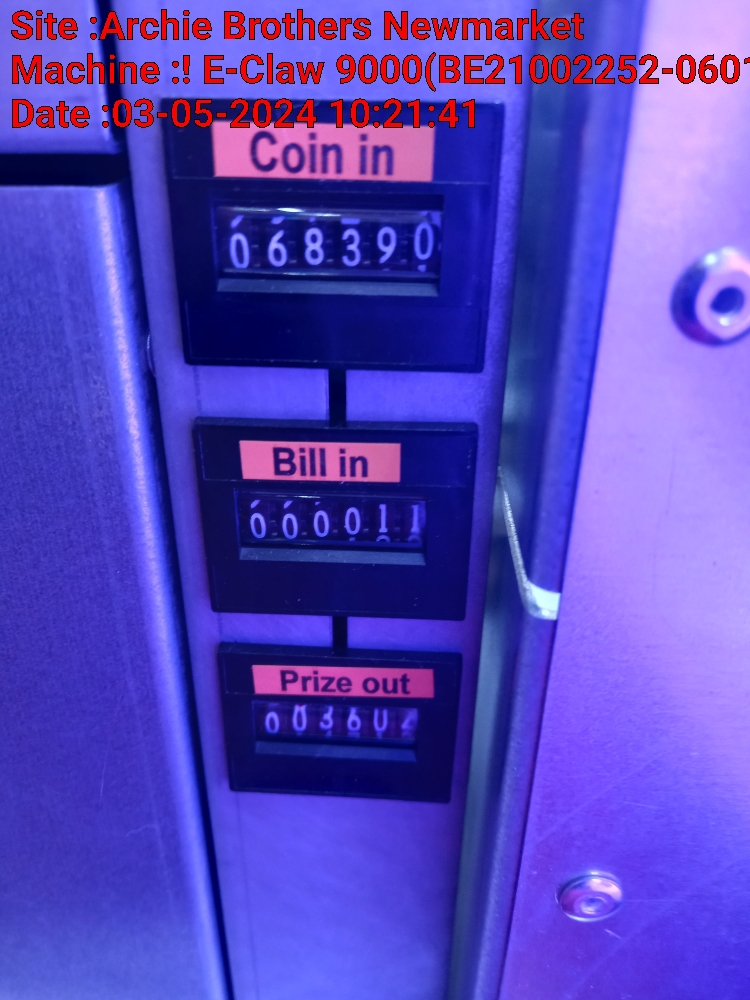 Site :Archie Brothers Newmarket
Machine :! E-Claw 9000(BE21002252-0601
Date :03-05-2024 10:21:41
Coin in
068390
Bill in
000011
Prize out